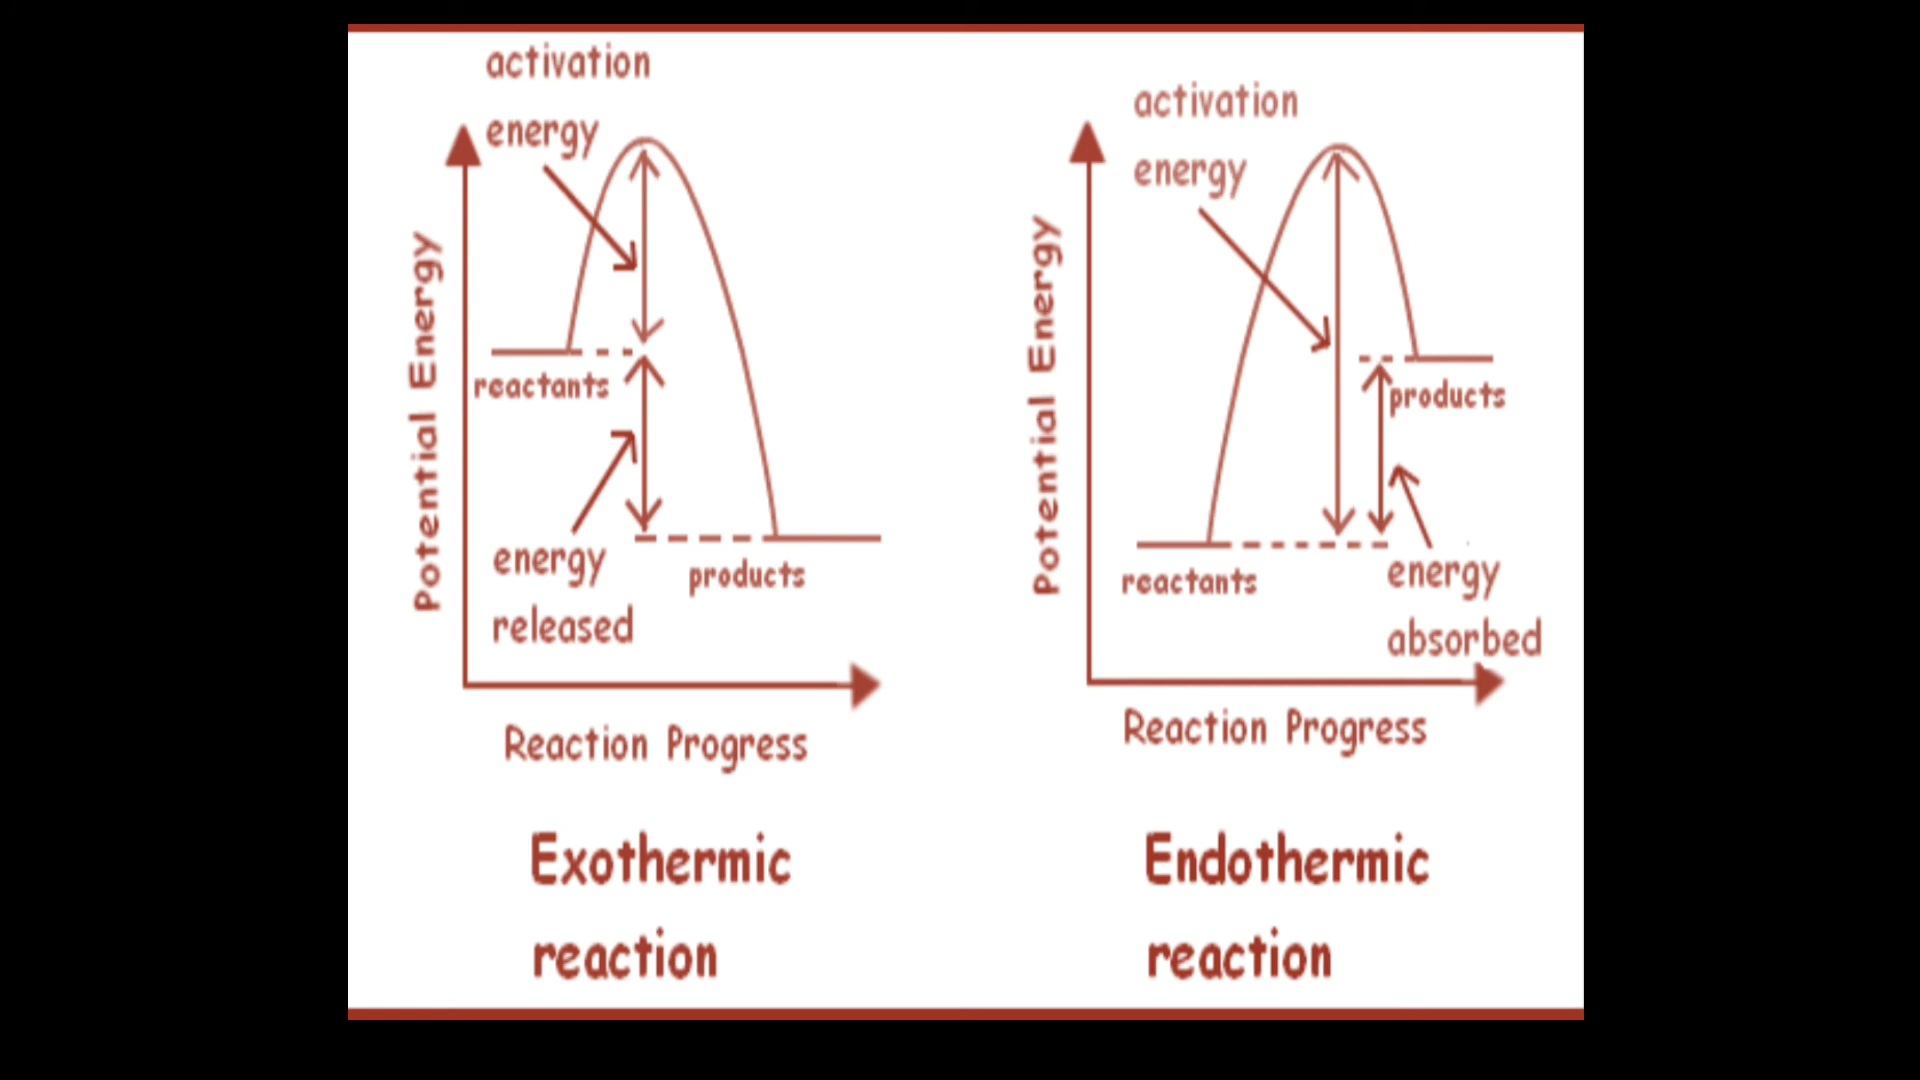 activation
energy
Potential Energy
reactants
energy
released
products
Reaction Progress
Exothermic
reaction
activation
energy
Potential Energy
products
reactants
energy
absorbed
Reaction Progress
Endothermic
reaction